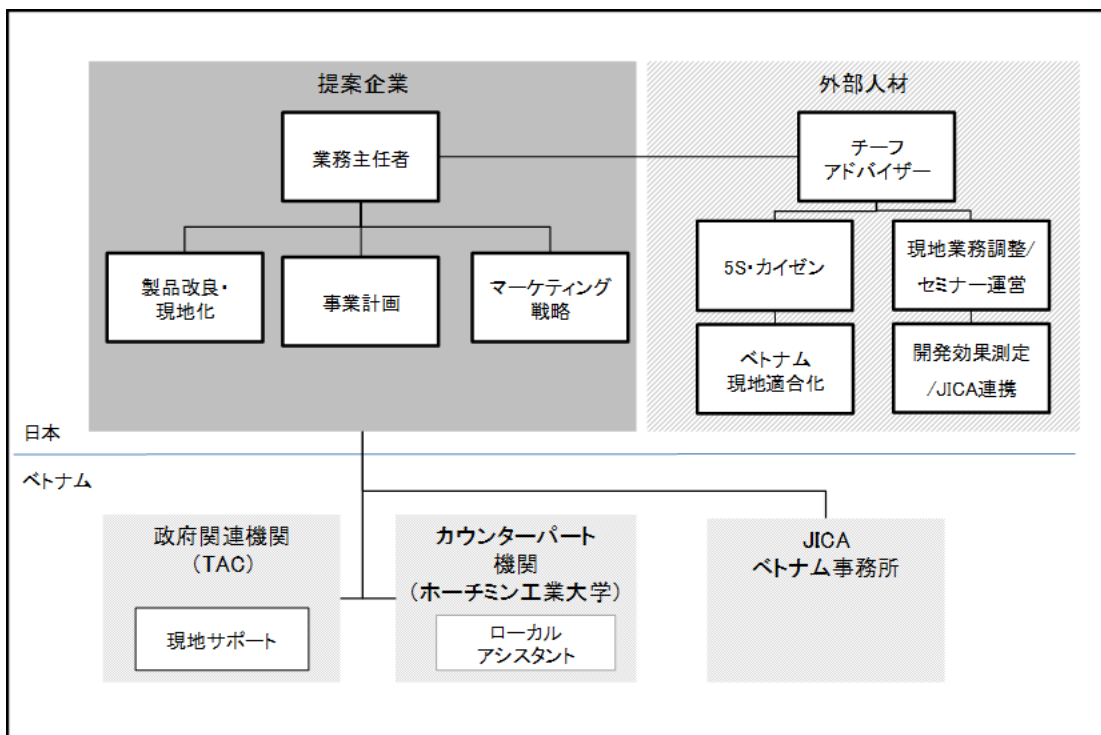 提案企業
業務主任者
製品改良・
現地化
事業計画
マーケティング
戦略
外部人材
チーフ
アドバイザー
5S・カイゼン
現地業務調整/
セミナー運営
ベトナム
現地適合化
開発効果測定
/JICA連携
日本
ベトナム
政府関連機関
（TAC）
現地サポート
カウンターパート
機関
（ホーチミン工業大学）
ローカル
アシスタント
JICA
ベトナム事務所